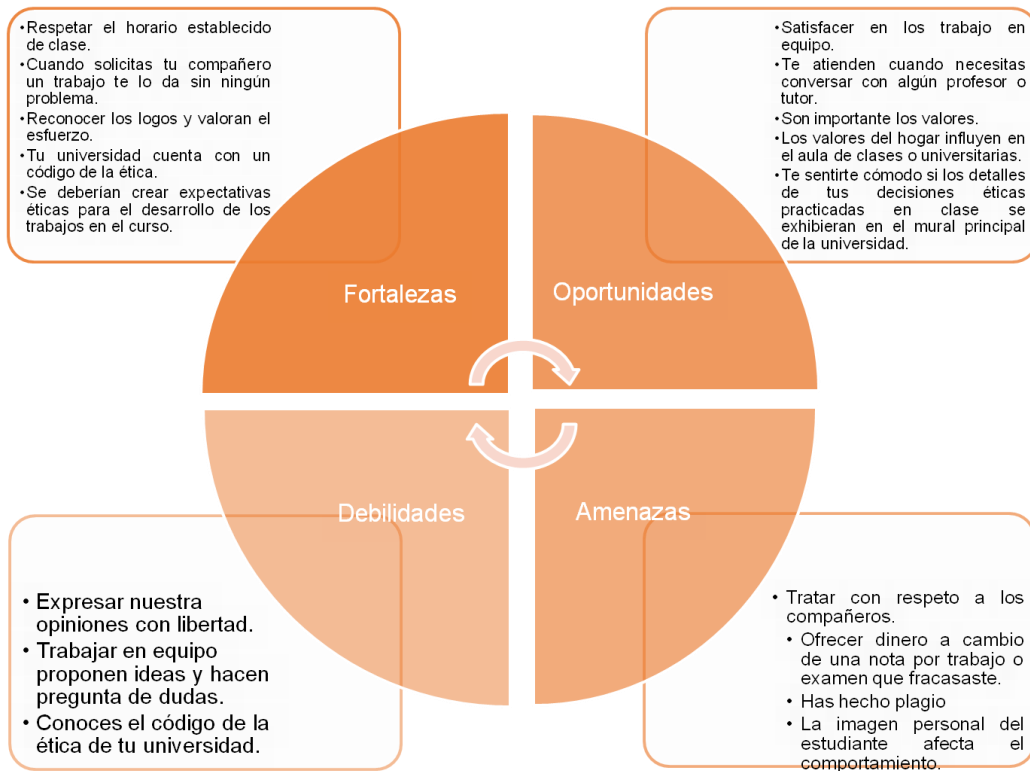 •Respetar el horario establecido
de clase.
•Cuando solicitas tu compañero
un trabajo te lo da sin ningún
problema.
•Reconocer los logos y valoran el
esfuerzo.
•Tu universidad cuenta con un
código de la ética.
•Se deberían crear expectativas
éticas para el desarrollo de los
trabajos en el curso.
•Satisfacer en los trabajo en
equipo.
•Te atienden cuando necesitas
conversar con algún profesor o
tutor.
•Son importante los valores.
•Los valores del hogar influyen en
el aula de clases o universitarias.
•Te sentirte cómodo si los detalles
de tus decisiones éticas
practicadas en clase se
exhibieran en el mural principal
de la universidad.
Fortalezas
Oportunidades
Debilidades
Amenazas
• Expresar nuestra
opiniones con libertad.
• Trabajar en equipo
proponen ideas y hacen
pregunta de dudas.
• Conoces el código de la
ética de tu universidad.
• Tratar con respeto a los
compañeros.
• Ofrecer dinero a cambio
de una nota por trabajo o
examen que fracasaste.
• Has hecho plagio
• La imagen personal del
estudiante afecta el
comportamiento.